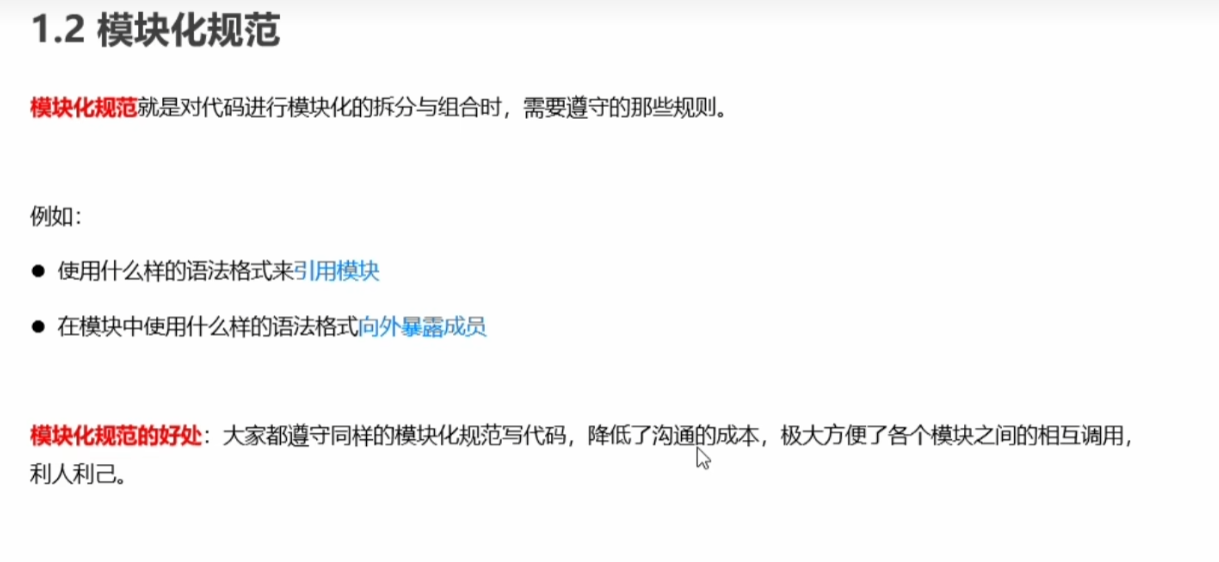 1.2 模块化规范
模块化规范就是对代码进行模块化的拆分与组合时，需要遵守的那些规则。
例如：
● 使用什么样的语法格式来引用模块
● 在模块中使用什么样的语法格式向外暴露成员
模块化规范的好处：大家都遵守同样的模块化规范写代码，降低了沟通的成本，极大方便了各个模块之间的相互调用，
利人利己。